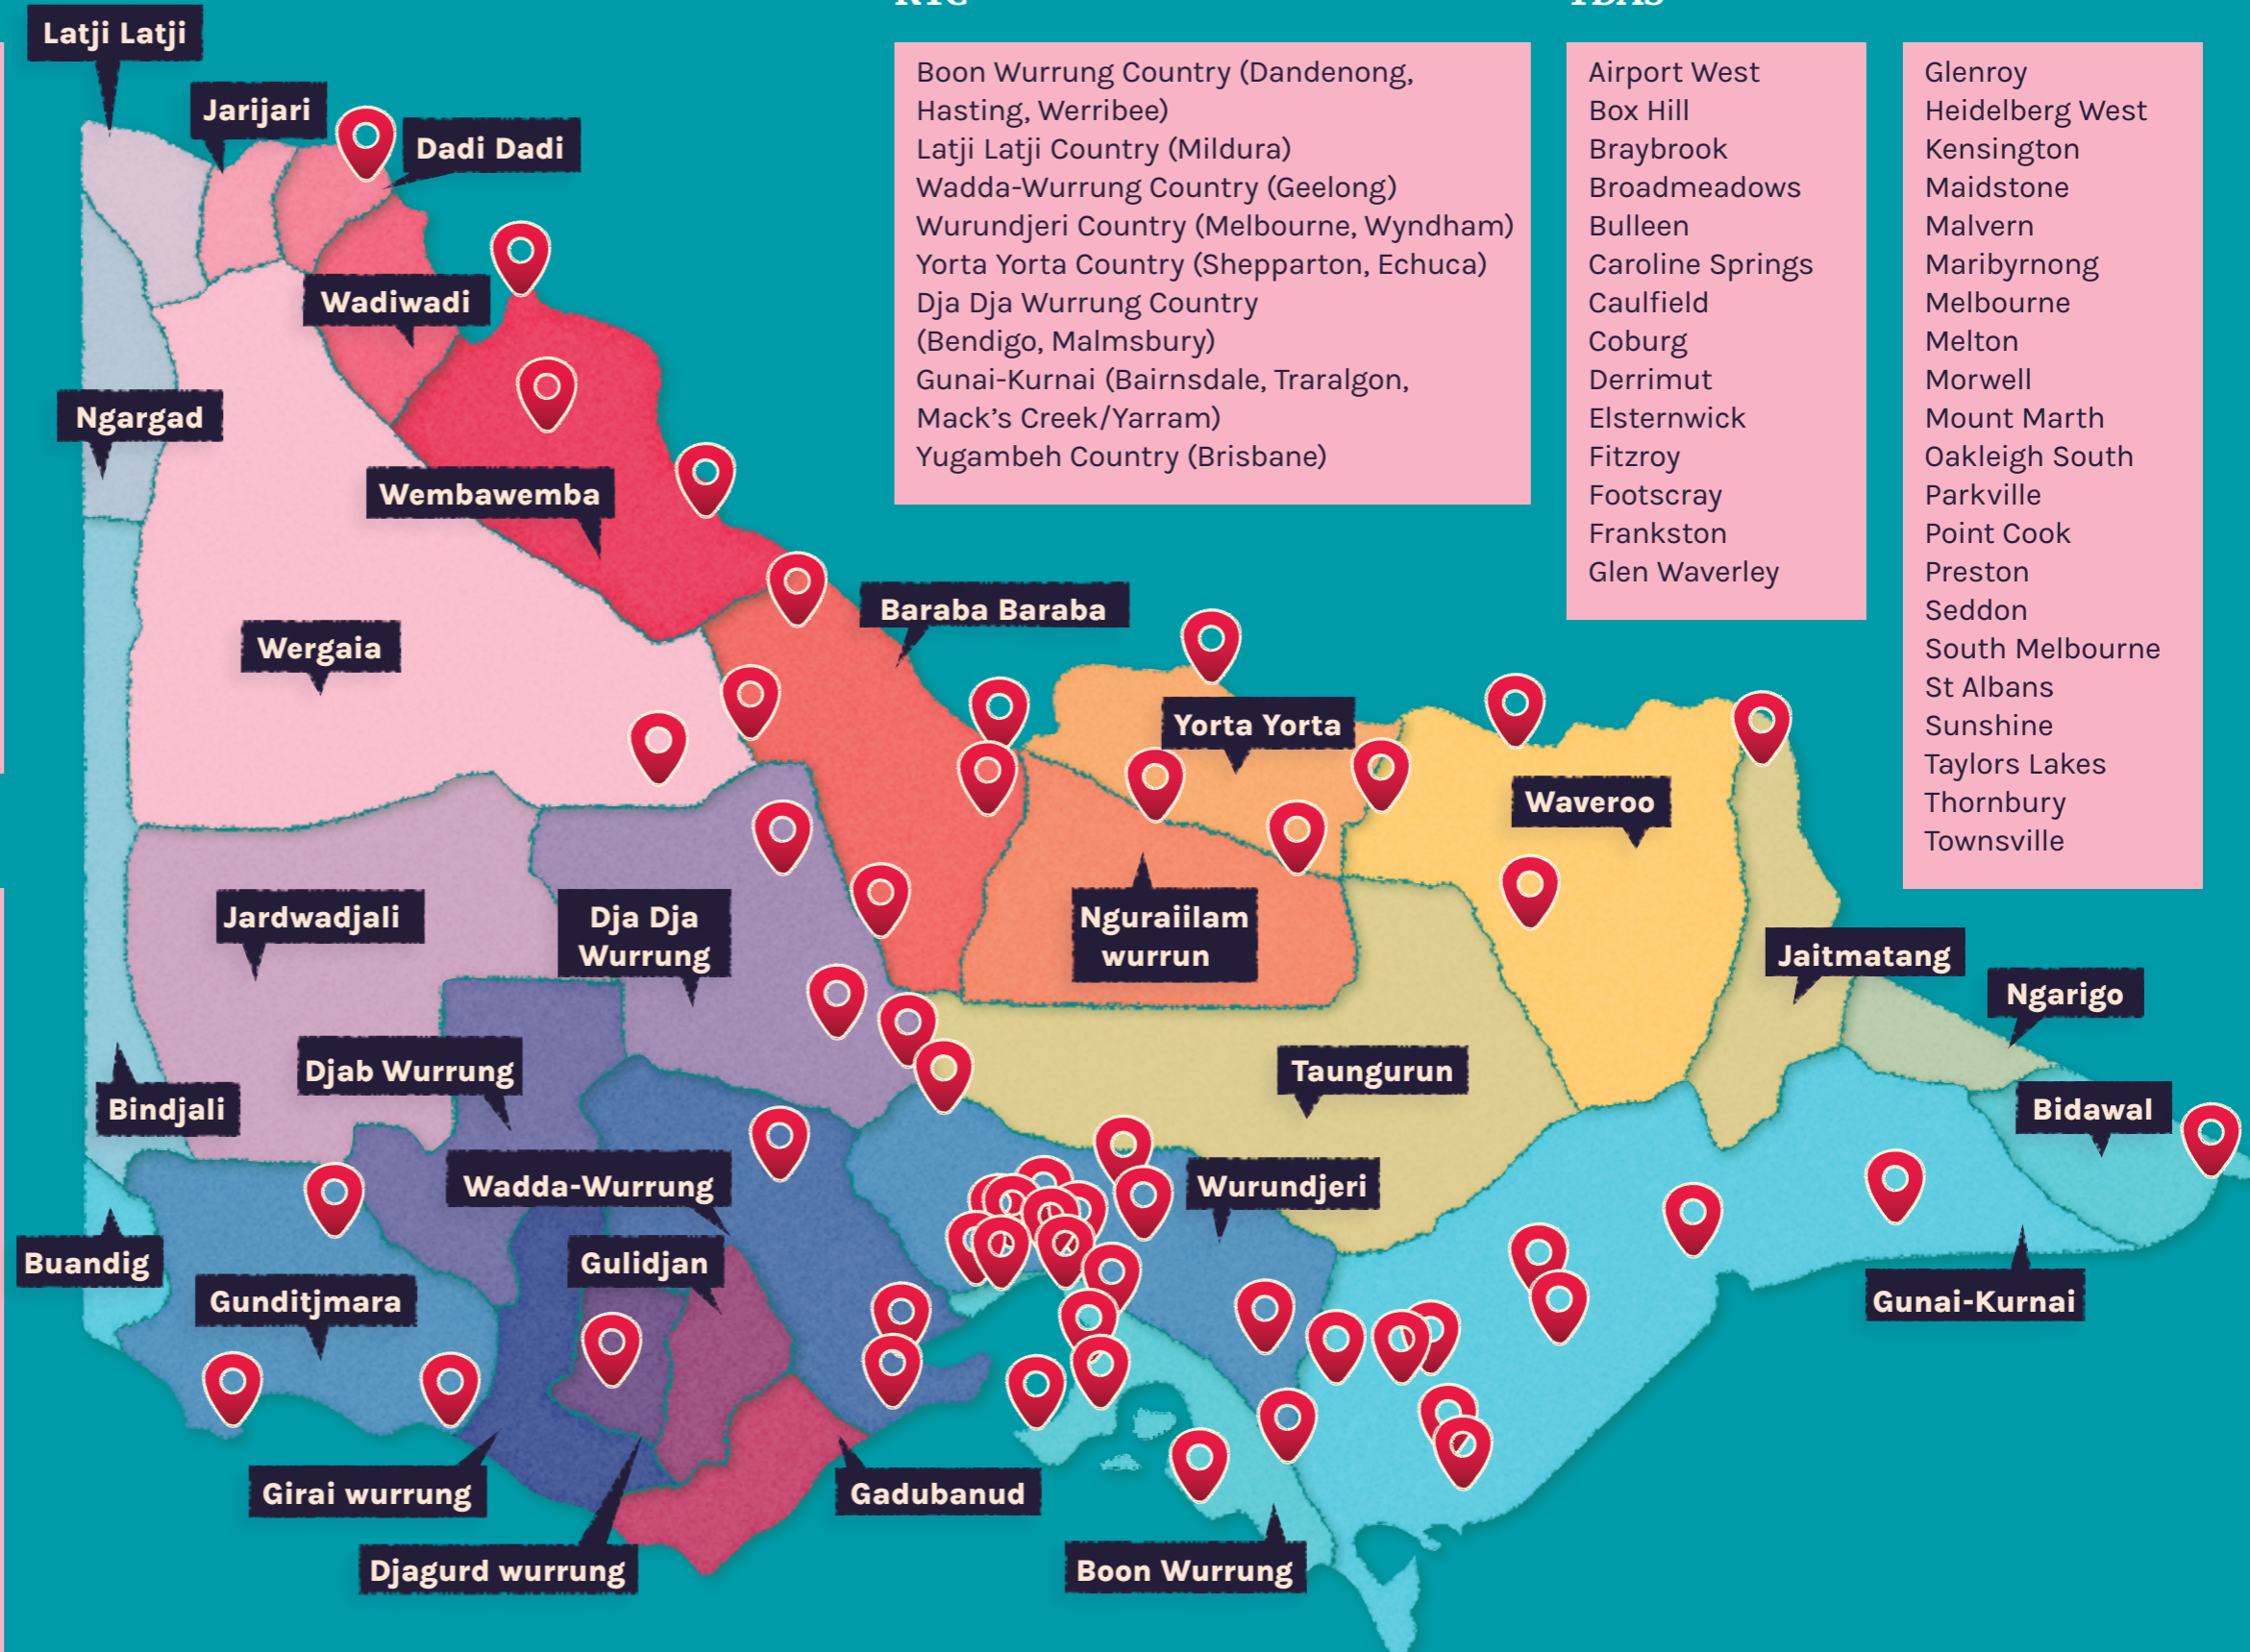 Latji Latji
Jarijari
Dadi Dadi
Wadiwadi
Ngargad
Wembawemba
Wergaia
Baraba Baraba
Yorta Yorta
Waveroo
Jardwadjali
Dja Dja
Wurrung
Nguraiilam
wurrun
Jaitmatang
Ngarigo
Djab Wurrung
Taungurun
Bindjali
Bidawal
Wadda-Wurrung
Wurundjeri
Buandig
Gulidjan
Gunditjmara
Gunai-Kurnai
Girai wurrung
Gadubanud
Djagurd wurrung
Boon Wurrung
Boon Wurrung Country (Dandenong,
Hasting, Werribee)
Latji Latji Country (Mildura)
Wadda-Wurrung Country (Geelong)
Wurundjeri Country (Melbourne, Wyndham)
Yorta Yorta Country (Shepparton, Echuca)
Dja Dja Wurrung Country
(Bendigo, Malmsbury)
Gunai-Kurnai (Bairnsdale, Traralgon,
Mack's Creek/Yarram)
Yugambeh Country (Brisbane)
Airport West
Box Hill
Braybrook
Broadmeadows
Bulleen
Caroline Springs
Caulfield
Coburg
Derrimut
Elsternwick
Fitzroy
Footscray
Frankston
Glen Waverley
Glenroy
Heidelberg West
Kensington
Maidstone
Malvern
Maribyrnong
Melbourne
Melton
Morwell
Mount Marth
Oakleigh South
Parkville
Point Cook
Preston
Seddon
South Melbourne
St Albans
Sunshine
Taylors Lakes
Thornbury
Townsville